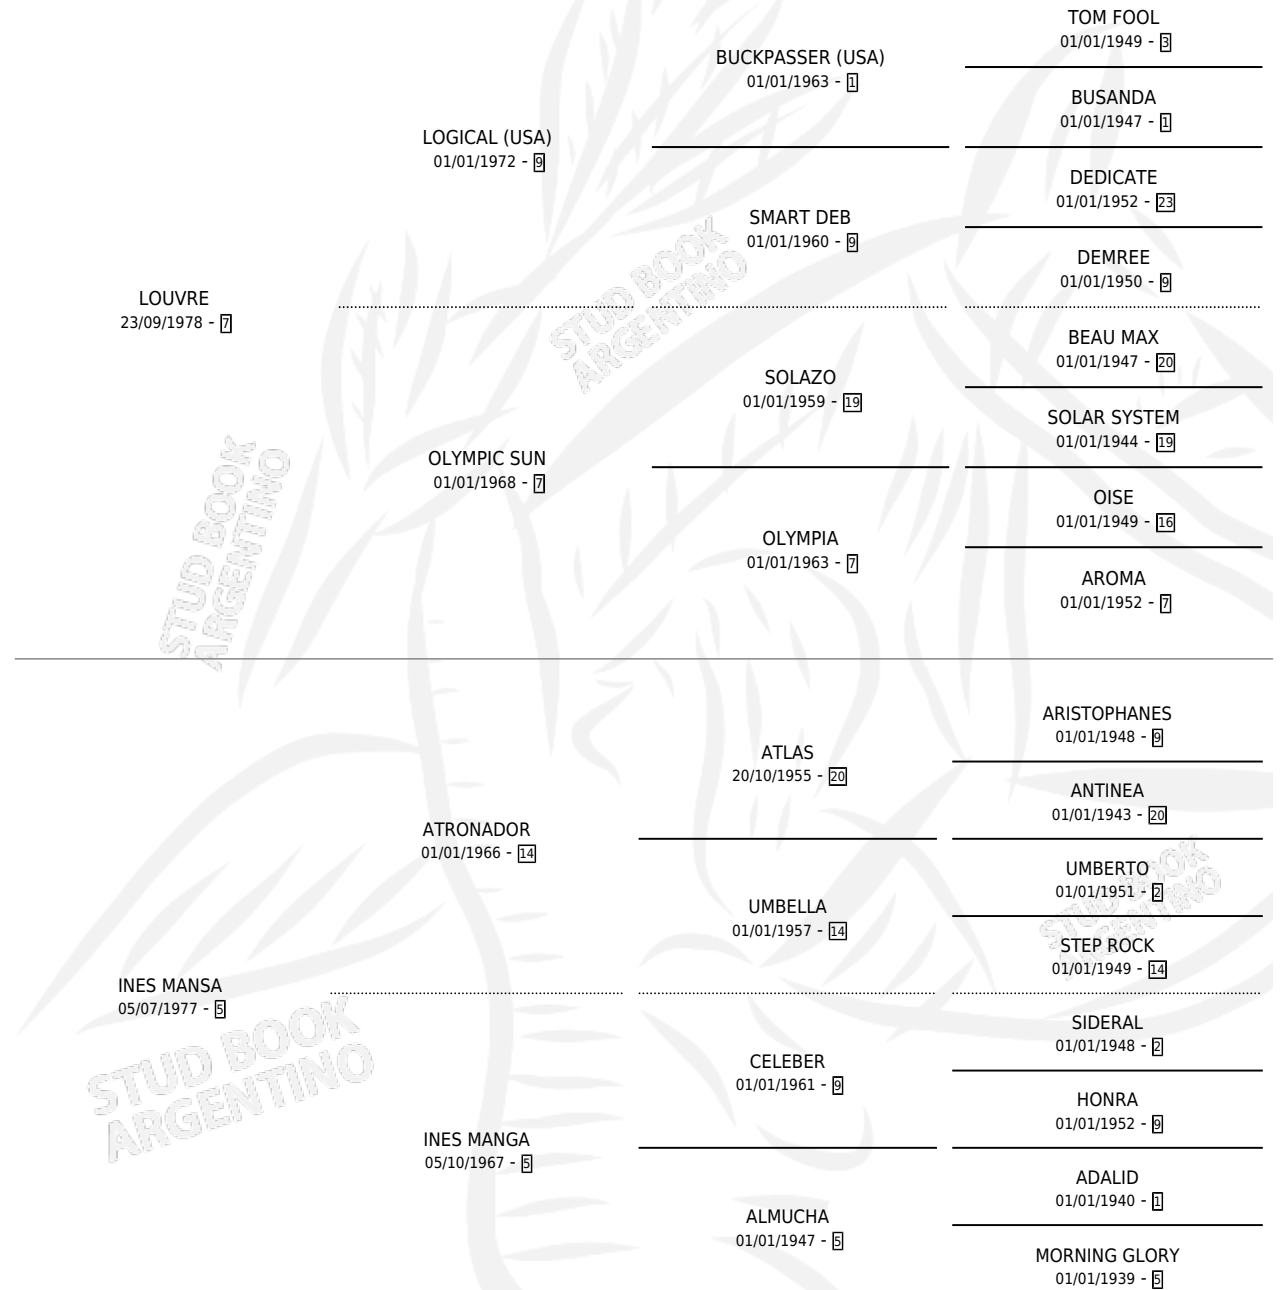 TOM FOOL
01/01/1949 - 3
BUCKPASSER (USA)
01/01/1963 - 1
BUSANDA
01/01/1947 - 1
LOGICAL (USA)
01/01/1972 - 9
DEDICATE
01/01/1952 - 23
SMART DEB
01/01/1960 - 9
DEMREE
01/01/1950 - 9
LOUVRE
23/09/1978 - 7
STUD BOOK
ARGENTINO
BEAU MAX
01/01/1947 - 20
SOLAZO
01/01/1959 - 19
SOLAR SYSTEM
01/01/1944 - 19
OLYMPIC SUN
01/01/1968 - 7
OISE
01/01/1949 - 16
OLYMPIA
01/01/1963 - 7
AROMA
01/01/1952 - 7
STUD BOOK
ARGENTINO
ARISTOPHANES
01/01/1948 - 9
ATLAS
20/10/1955 - 20
ANTINEA
01/01/1943 - 20
ATRONADOR
01/01/1966 - 14
UMBERTO
01/01/1951 - 2
UMBELLA
01/01/1957 - 14
STEP ROCK
01/01/1949 - 14
STUD BOOK
ARGENTINO
INES MANSA
05/07/1977 - 5
SIDERAL
01/01/1948 - 2
CELEBER
01/01/1961 - 9
HONRA
01/01/1952 - 9
STUD BOOK
ARGENTINO
INES MANGA
05/10/1967 - 5
ADALID
01/01/1940 - 1
ALMUCHA
01/01/1947 - 5
MORNING GLORY
01/01/1939 - 5